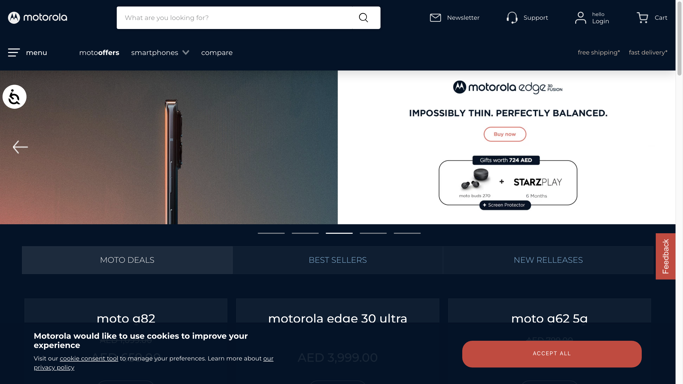 motorola
What are you looking for?
Newsletter
Support
hello
Login
Cart
menu
motooffers
smartphones
compare
free shipping*
fast delivery*
motorola edge 30 FUSION
IMPOSSIBLY THIN. PERFECTLY BALANCED.
Buy now
Gifts worth 724 AED
+
STARZPLAY
moto buds 270
6 Months
+ Screen Protector
Feedback
MOTO DEALS
BEST SELLERS
NEW RELLEASES
moto g82
motorola edge 30 ultra
moto g62 5g
AED 3,999.00
Motorola would like to use cookies to improve your
experience
Visit our cookie consent tool to manage your preferences. Learn more about our
privacy policy
ACCEPT ALL